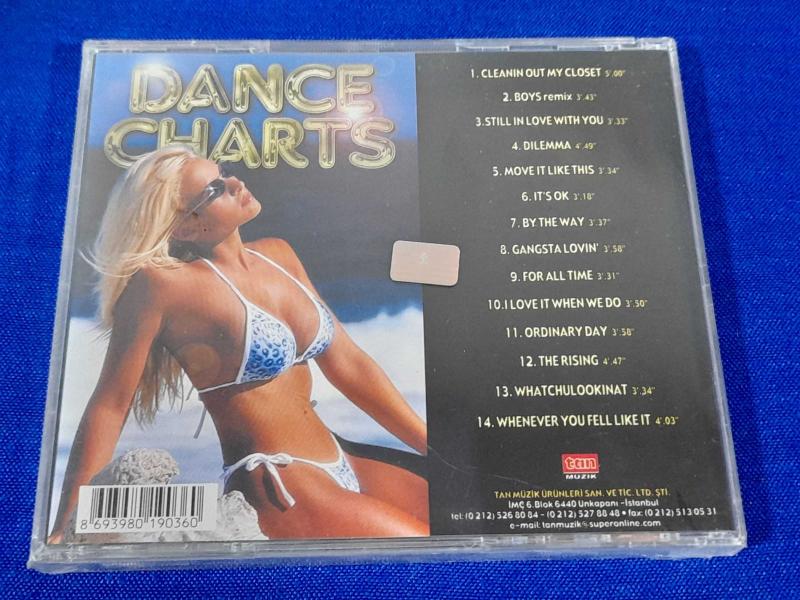 DANCE
CHARTS
1. CLEANIN OUT MY CLOSET 5'.00"
2. BOYS remix 3'.43"
3.STILL IN LOVE WITH YOU 3'.33"
4. DILEMMA 4'.49"
5. MOVE IT LIKE THIS 3'.34"
6. IT'S OK 3'.18"
7. BY THE WAY 3'.37"
8. GANGSTA LOVIN' 3'.58"
9. FOR ALL TIME 3'.31"
10.I LOVE IT WHEN WE DO 3'.50"
11. ORDINARY DAY 3'.58"
12. THE RISING 4'.47"
13. WHATCHULOOKINAT 3'.34"
14. WHENEVER YOU FELL LIKE IT 4'.03"
tan
MÜZİK
TAN MÜZİK ÜRÜNLERİ SAN. VE TİC. LTD. ŞTİ.
İMÇ 6.Blok 6440 Unkapanı -İstanbul
tel: (0 212) 526 80 84 - (0 212) 527 88 48 • fax: (0 212) 513 05 31
e-mail: tanmuzik@superonline.com
8 693980 190360